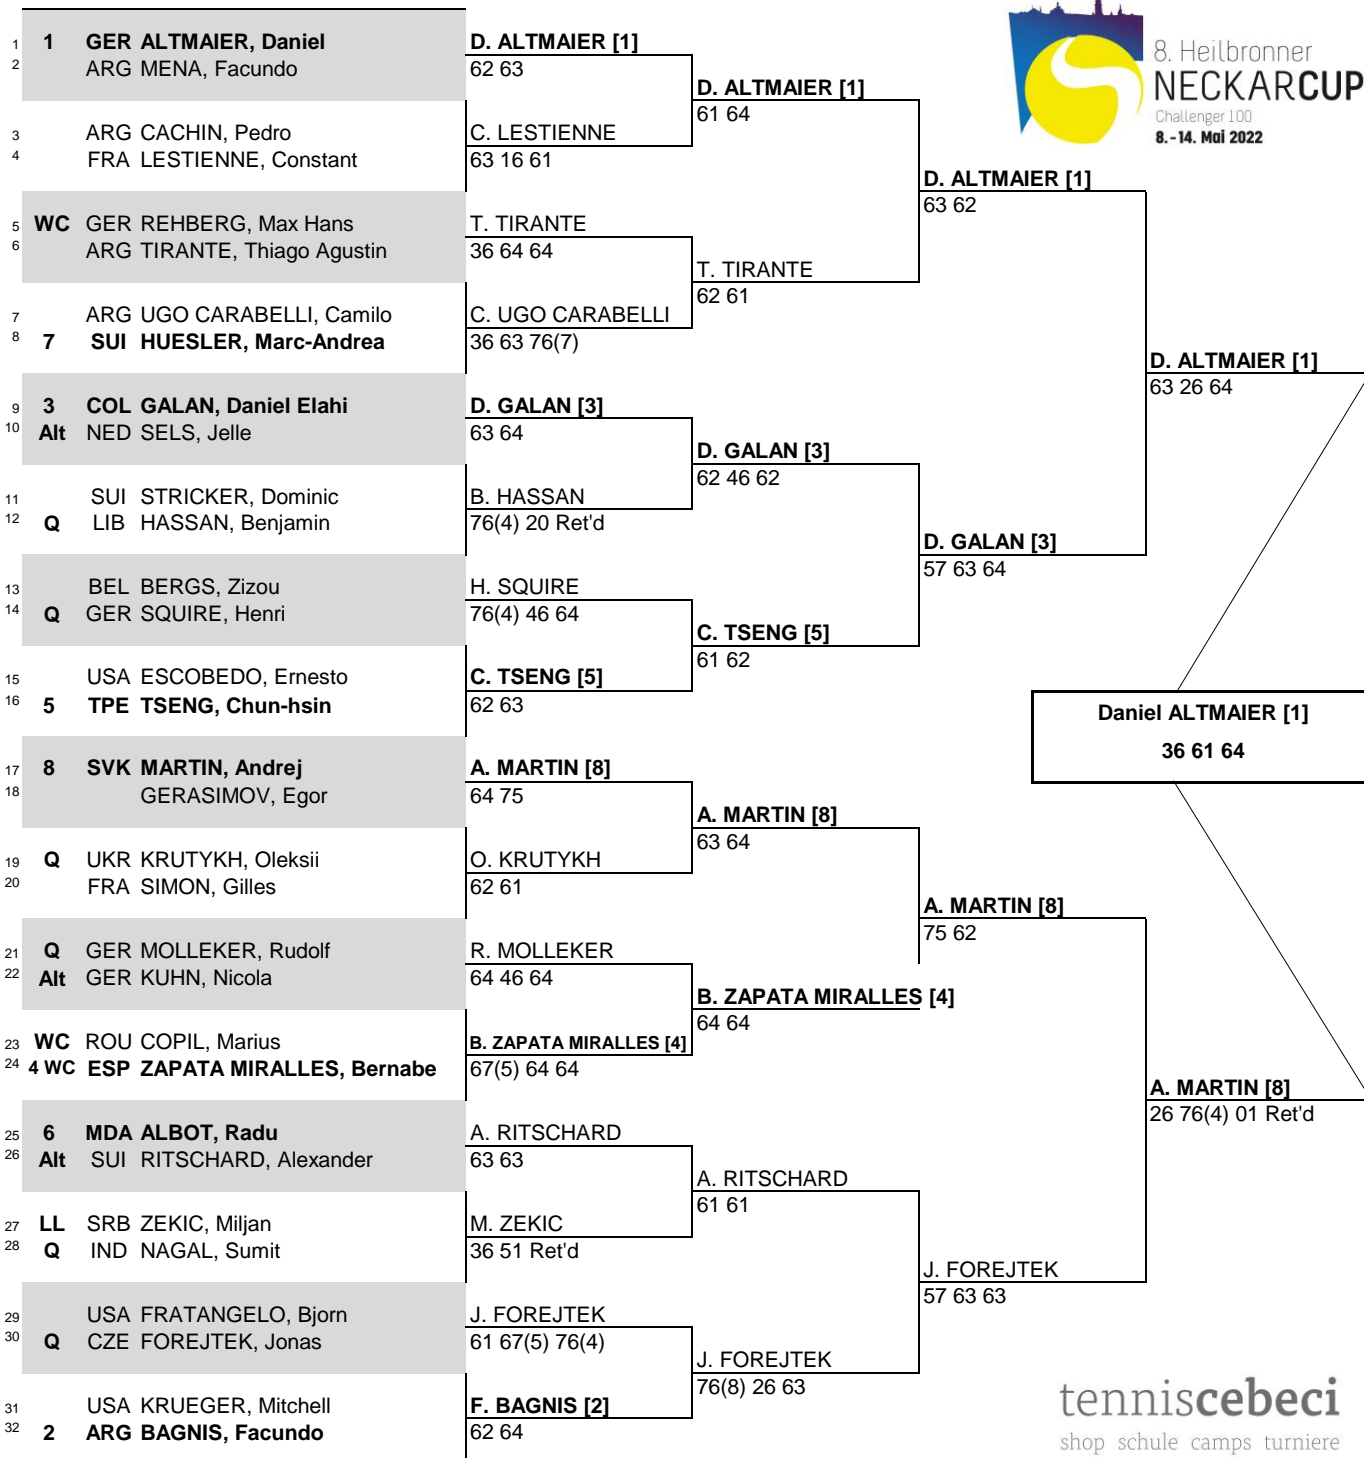 8. Heilbronner
NECKARCUP
Challenger 100
8.-14. Mai 2022
1 1 GER ALTMAIER, Daniel
2 ARG MENA, Facundo
3 ARG CACHIN, Pedro
4 FRA LESTIENNE, Constant
5 WC GER REHBERG, Max Hans
6 ARG TIRANTE, Thiago Agustin
7 ARG UGO CARABELLI, Camilo
8 7 SUI HUESLER, Marc-Andrea
9 3 COL GALAN, Daniel Elahi
10 Alt NED SELS, Jelle
11 SUI STRICKER, Dominic
12 Q LIB HASSAN, Benjamin
13 BEL BERGS, Zizou
14 Q GER SQUIRE, Henri
15 USA ESCOBEDO, Ernesto
16 5 TPE TSENG, Chun-hsin
17 8 SVK MARTIN, Andrej
18 GERASIMOV, Egor
19 Q UKR KRUTYKH, Oleksii
20 FRA SIMON, Gilles
21 Q GER MOLLEKER, Rudolf
22 Alt GER KUHN, Nicola
23 WC ROU COPIL, Marius
24 4 WC ESP ZAPATA MIRALLES, Bernabe
25 6 MDA ALBOT, Radu
26 Alt SUI RITSCHARD, Alexander
27 LL SRB ZEKIC, Miljan
28 Q IND NAGAL, Sumit
29 USA FRATANGELO, Bjorn
30 Q CZE FOREJTEK, Jonas
31 USA KRUEGER, Mitchell
32 2 ARG BAGNIS, Facundo
D. ALTMAIER [1]
62 63
C. LESTIENNE
63 16 61
T. TIRANTE
36 64 64
C. UGO CARABELLI
36 63 76(7)
D. GALAN [3]
63 64
B. HASSAN
76(4) 20 Ret'd
H. SQUIRE
76(4) 46 64
C. TSENG [5]
62 63
A. MARTIN [8]
64 75
O. KRUTYKH
62 61
R. MOLLEKER
64 46 64
B. ZAPATA MIRALLES [4]
67(5) 64 64
A. RITSCHARD
63 63
M. ZEKIC
36 51 Ret'd
J. FOREJTEK
61 67(5) 76(4)
F. BAGNIS [2]
62 64
D. ALTMAIER [1]
61 64
T. TIRANTE
62 61
D. GALAN [3]
62 46 62
C. TSENG [5]
61 62
A. MARTIN [8]
63 64
B. ZAPATA MIRALLES [4]
64 64
A. RITSCHARD
61 61
J. FOREJTEK
76(8) 26 63
D. ALTMAIER [1]
63 62
D. GALAN [3]
57 63 64
A. MARTIN [8]
75 62
J. FOREJTEK
57 63 63
D. ALTMAIER [1]
63 26 64
A. MARTIN [8]
26 76(4) 01 Ret'd
Daniel ALTMAIER [1]
36 61 64
tenniscebeci
shop schule camps turniere